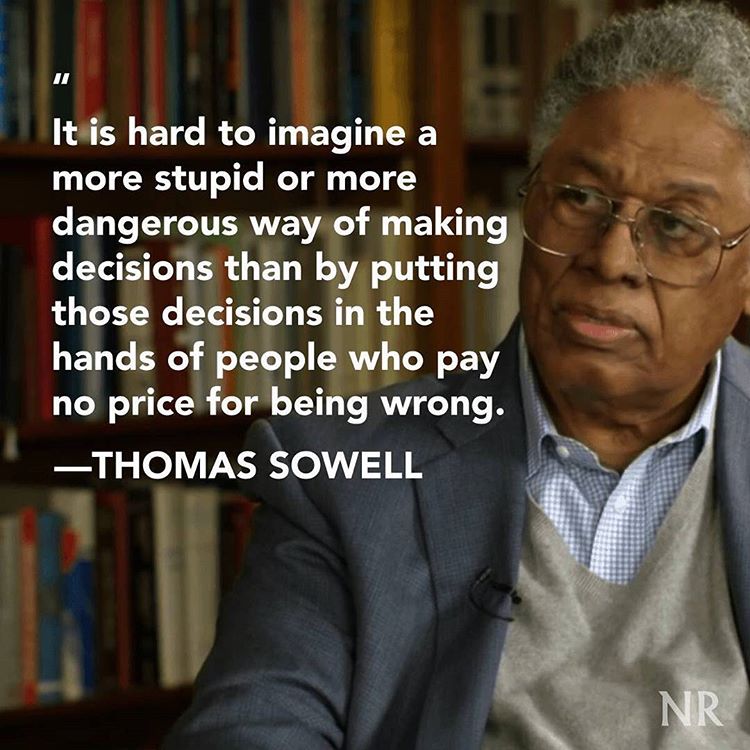 "
It is hard to imagine a
more stupid or more
dangerous way of making
decisions than by putting
those decisions in the
hands of people who pay
no price for being wrong.
—THOMAS SOWELL
NR